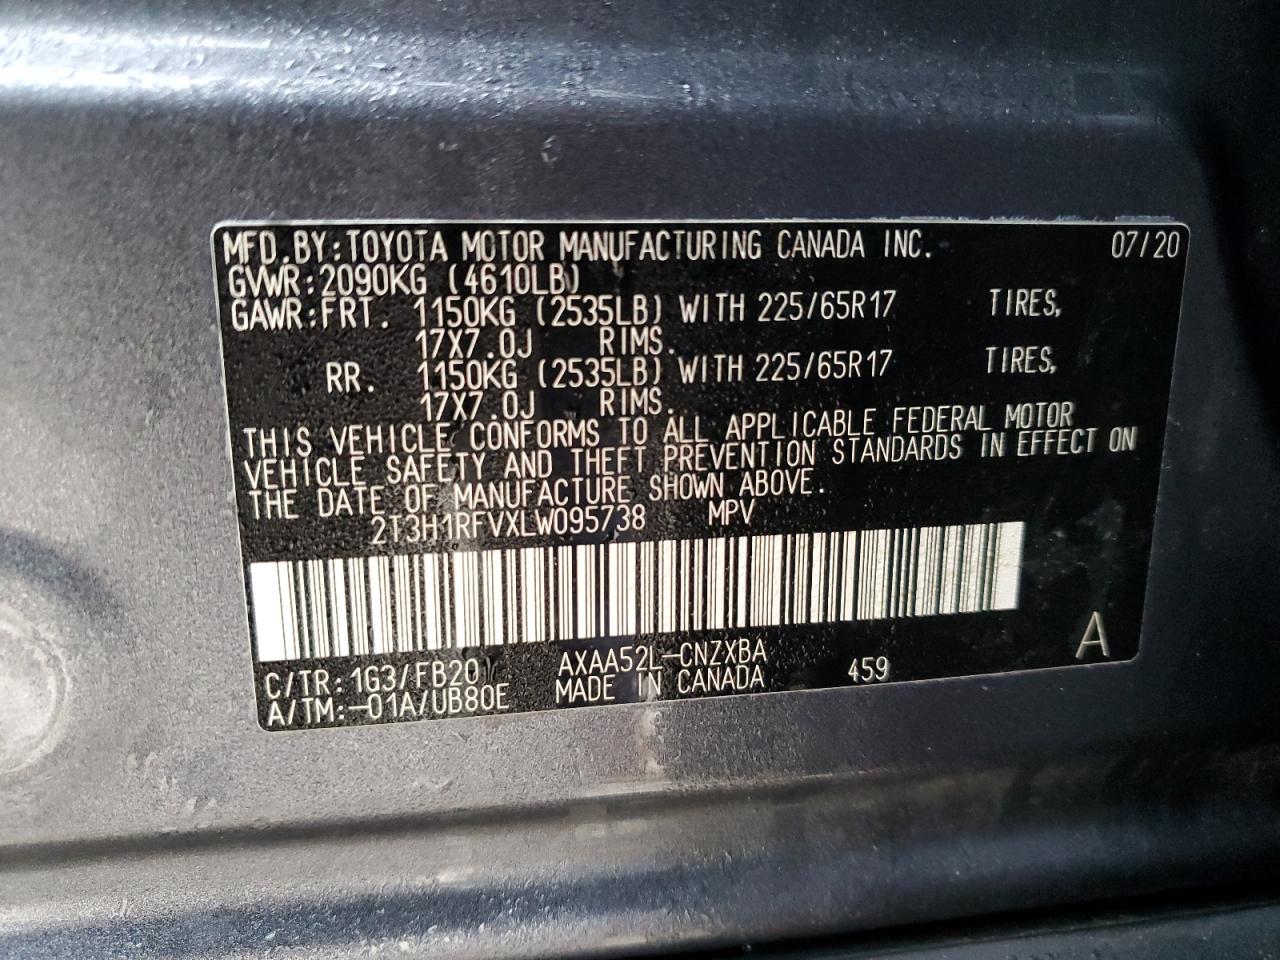 MFD.BY:TOYOTA MOTOR MANUFACTURING CANADA INC. 07/20
GVWR:2090KG (4610LB)
GAWR:FRT. 1150KG (2535LB) WITH 225/65R17 TIRES,
17X7.0J RIMS.
RR. 1150KG (2535LB) WITH 225/65R17 TIRES,
17X7.0J RIMS.
THIS VEHICLE CONFORMS TO ALL APPLICABLE FEDERAL MOTOR
VEHICLE SAFETY AND THEFT PREVENTION STANDARDS IN EFFECT ON
THE DATE OF MANUFACTURE SHOWN ABOVE.
2T3H1RFVXLW095738 MPV
C/TR:1G3/FB20 AXAA52L-CNZXBA A
A/TM:-01A/UB80E MADE IN CANADA 459